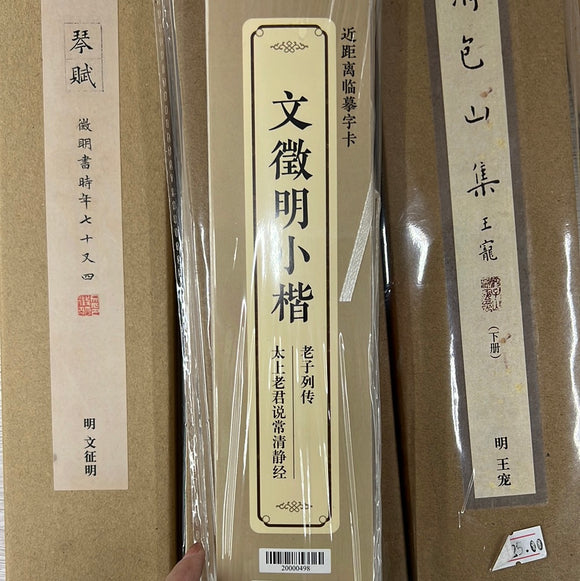 琴賦
徵明書時年七十又四
明 文征明
近距离临摹字卡
文徵明小楷
老子列传
太上老君说常清静经
20000498
包山集
王寵
(下册)
明 王宠
25.00